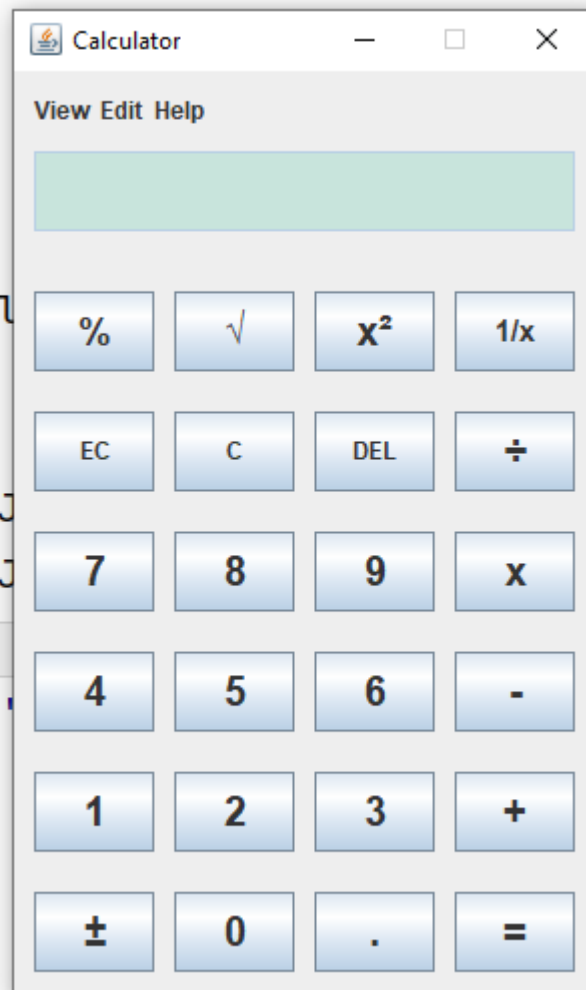 Calculator
View Edit Help
% √ x² 1/x
EC C DEL ÷
7 8 9 x
4 5 6 -
1 2 3 +
± 0 . =